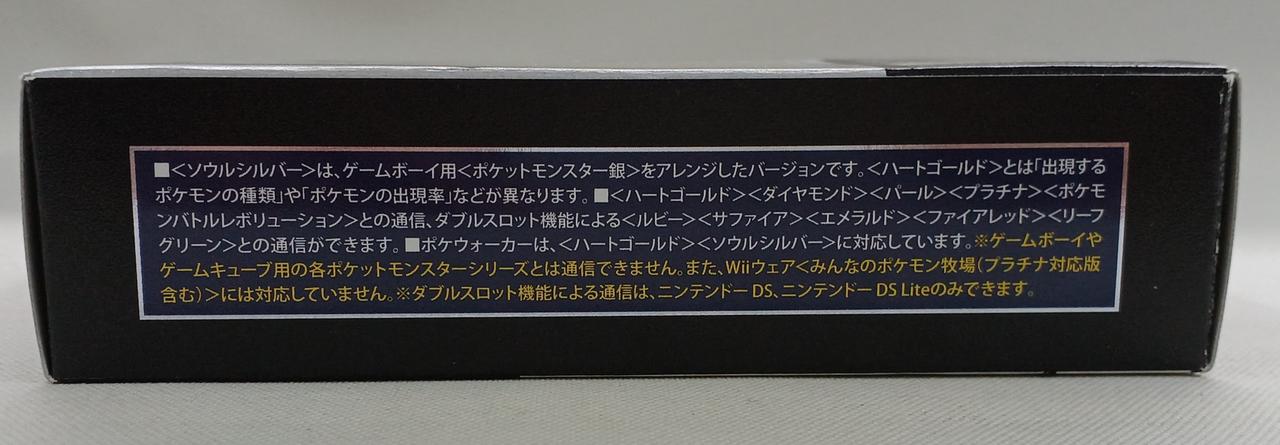 ■<ソウルシルバー>は、ゲームボーイ用<ポケットモンスター銀>をアレンジしたバージョンです。<ハートゴールド>とは「出現する
ポケモンの種類」や「ポケモンの出現率」などが異なります。■<ハートゴールド><ダイヤモンド><パール><プラチナ><ポケモ
ンバトルレボリューション>との通信、ダブルスロット機能による<ルビー><サファイア><エメラルド><ファイアレッド><リーフ
グリーン>との通信ができます。■ポケウォーカーは、<ハートゴールド><ソウルシルバー>に対応しています。※ゲームボーイや
ゲームキューブ用の各ポケットモンスターシリーズとは通信できません。また、Wiiウェア<みんなのポケモン牧場(プラチナ対応版
含む)>には対応していません。※ダブルスロット機能による通信は、ニンテンドーDS、ニンテンドーDS Liteのみできます。